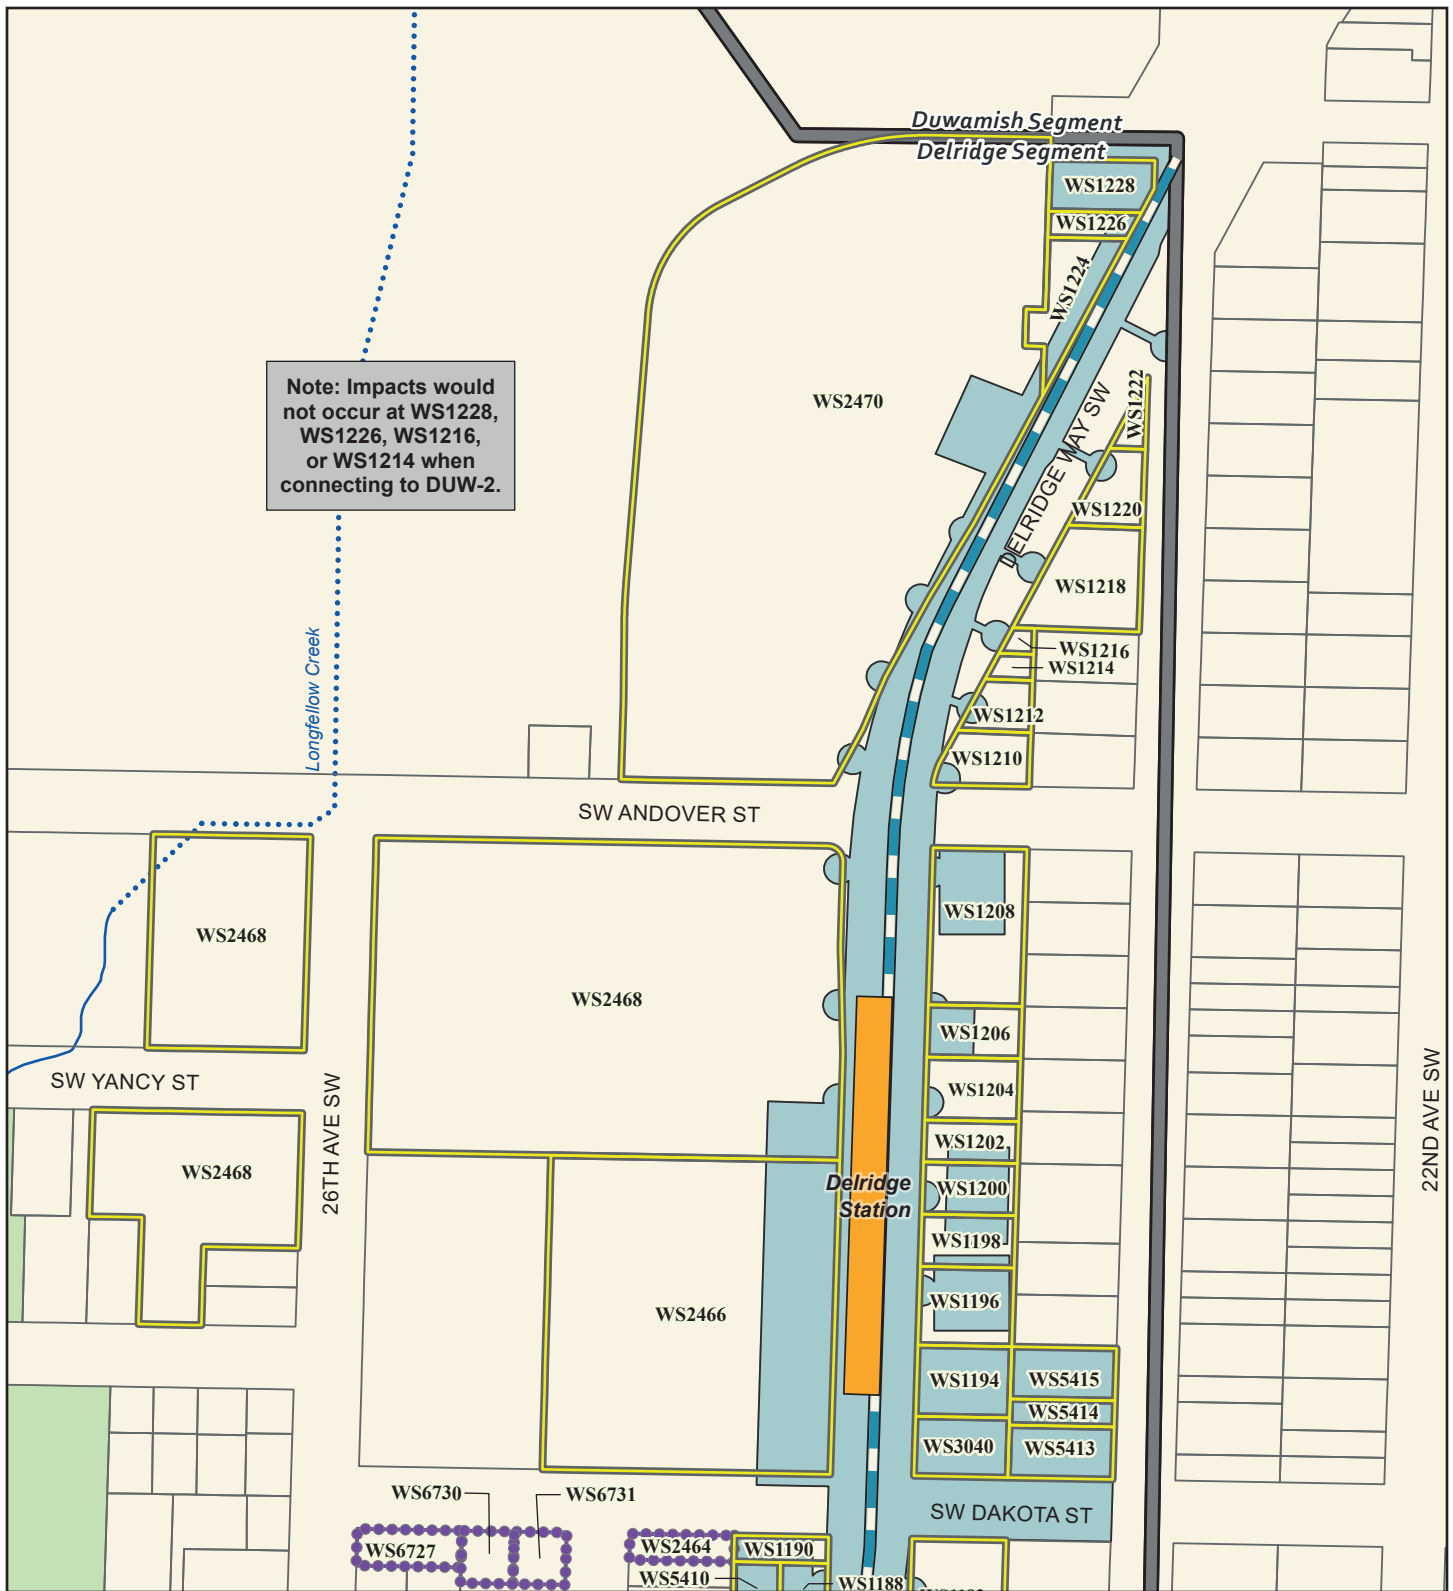 Duwamish Segment
Delridge Segment
WS1228
WS1226
WS1224
Note: Impacts would
not occur at WS1228,
WS1226, WS1216,
or WS1214 when
connecting to DUW-2.
WS2470
WS1222
DELRIDGE WAY SW
WS1220
WS1218
Longfellow Creek
WS1216
WS1214
WS1212
WS1210
SW ANDOVER ST
WS2468
WS2468
WS1208
WS1206
SW YANCY ST
26TH AVE SW
WS1204
22ND AVE SW
WS1202
WS2468
Delridge
Station
WS1200
WS1198
WS1196
WS2466
WS1194
WS5415
WS5414
WS3040
WS5413
WS6730
WS6731
SW DAKOTA ST
WS6727
WS2464
WS1190
WS5410
WS1188